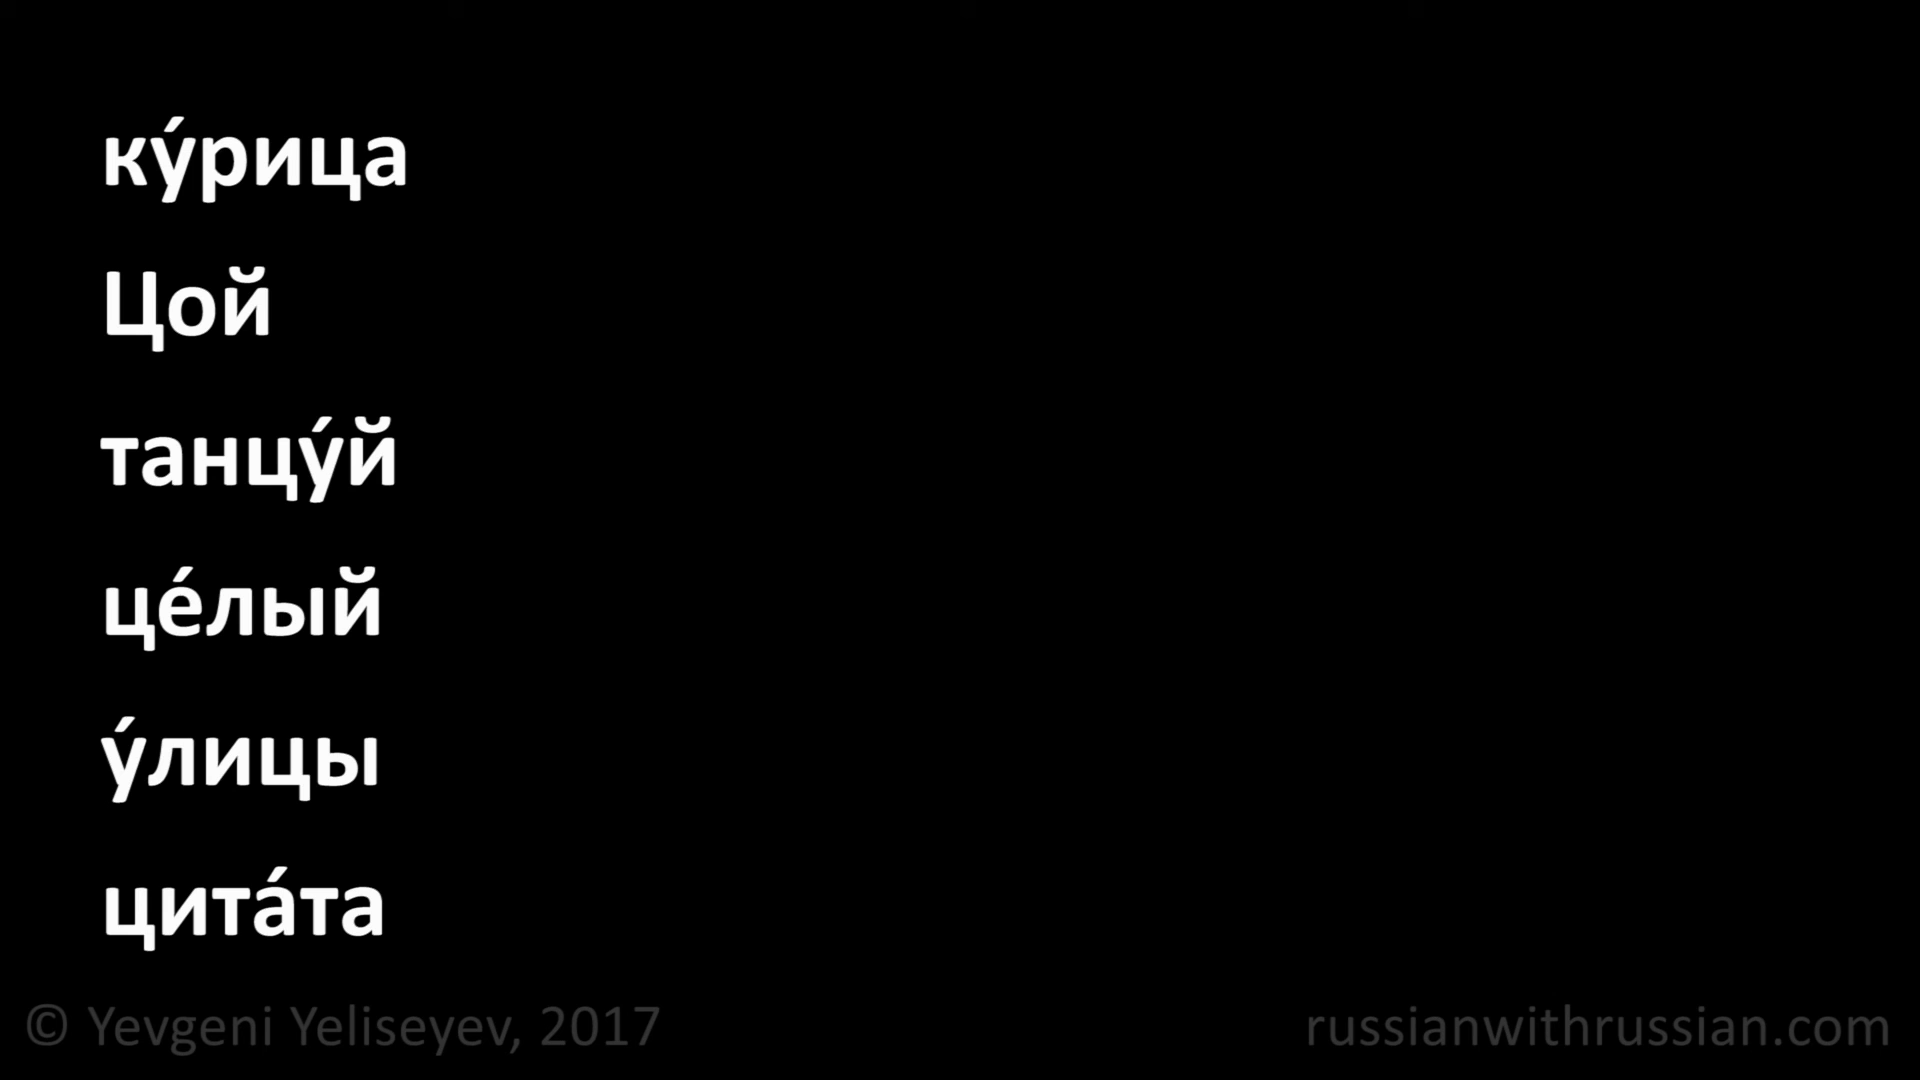 ку́рица
Цой
танцу́й
це́лый
у́лицы
цита́та
© Yevgeni Yeliseyev, 2017
russianwithrussian.com